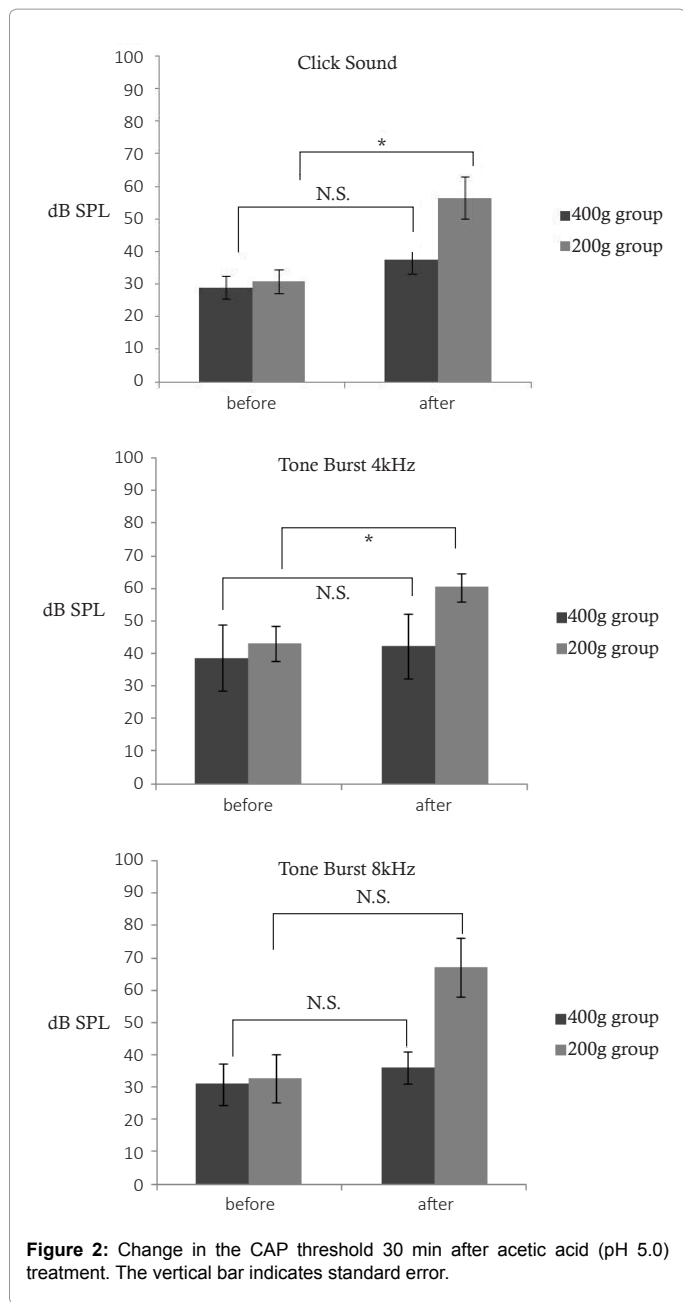 Click Sound
100
90
80
70
60
50
40
30
20
10
0
dB SPL
*
N.S.
400g group
200g group
before after
Tone Burst 4kHz
100
90
80
70
60
50
40
30
20
10
0
dB SPL
*
N.S.
400g group
200g group
before after
Tone Burst 8kHz
100
90
80
70
60
50
40
30
20
10
0
dB SPL
N.S.
N.S.
400g group
200g group
before after
Figure 2: Change in the CAP threshold 30 min after acetic acid (pH 5.0)
treatment. The vertical bar indicates standard error.